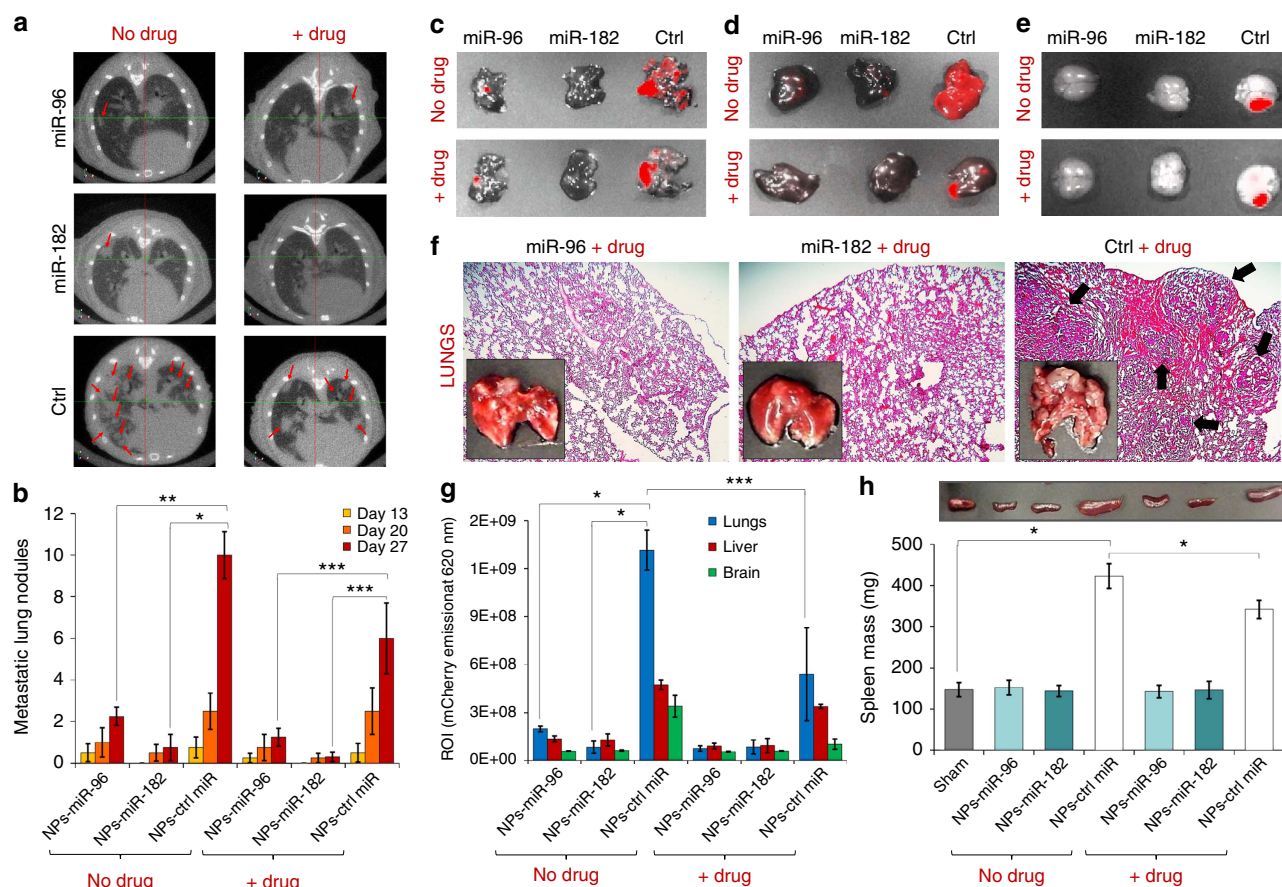 a
No drug
+ drug
miR-96
miR-182
Ctrl
b
Metastatic lung nodules
12
10
8
6
4
2
0
**
*
***
***
Day 13
Day 20
Day 27
NPs-miR-96
NPs-miR-182
NPs-ctrl miR
NPs-miR-96
NPs-miR-182
NPs-ctrl miR
No drug
+ drug
c
miR-96
miR-182
Ctrl
No drug
+ drug
d
miR-96
miR-182
Ctrl
No drug
+ drug
e
miR-96
miR-182
Ctrl
No drug
+ drug
f
miR-96 + drug
miR-182 + drug
Ctrl + drug
LUNGS
g
ROI (mCherry emissionat 620 nm)
2E+09
1E+09
9E+08
6E+08
3E+08
0E+00
*
*
***
Lungs
Liver
Brain
NPs-miR-96
NPs-miR-182
NPs-ctrl miR
NPs-miR-96
NPs-miR-182
NPs-ctrl miR
No drug
+ drug
h
Spleen mass (mg)
500
400
300
200
150
100
0
*
*
Sham
NPs-miR-96
NPs-miR-182
NPs-ctrl miR
NPs-miR-96
NPs-miR-182
NPs-ctrl miR
No drug
+ drug